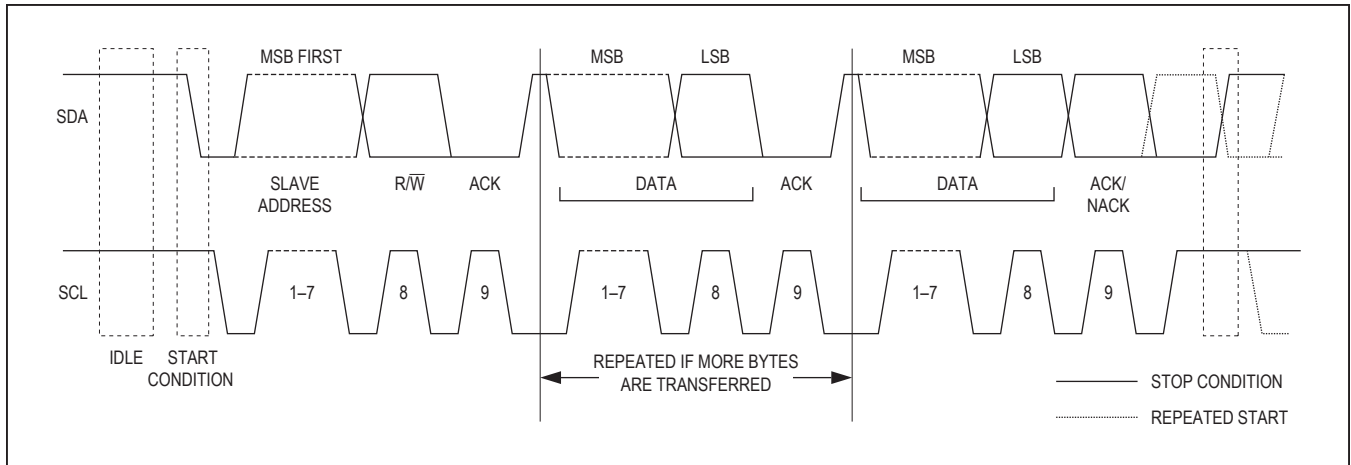 MSB FIRST
MSB
LSB
MSB
LSB
SDA
SLAVE
ADDRESS
R/W̅
ACK
DATA
ACK
DATA
ACK/
NACK
SCL
1–7
8
9
1–7
8
9
1–7
8
9
IDLE
START
CONDITION
REPEATED IF MORE BYTES
ARE TRANSFERRED
STOP CONDITION
REPEATED START